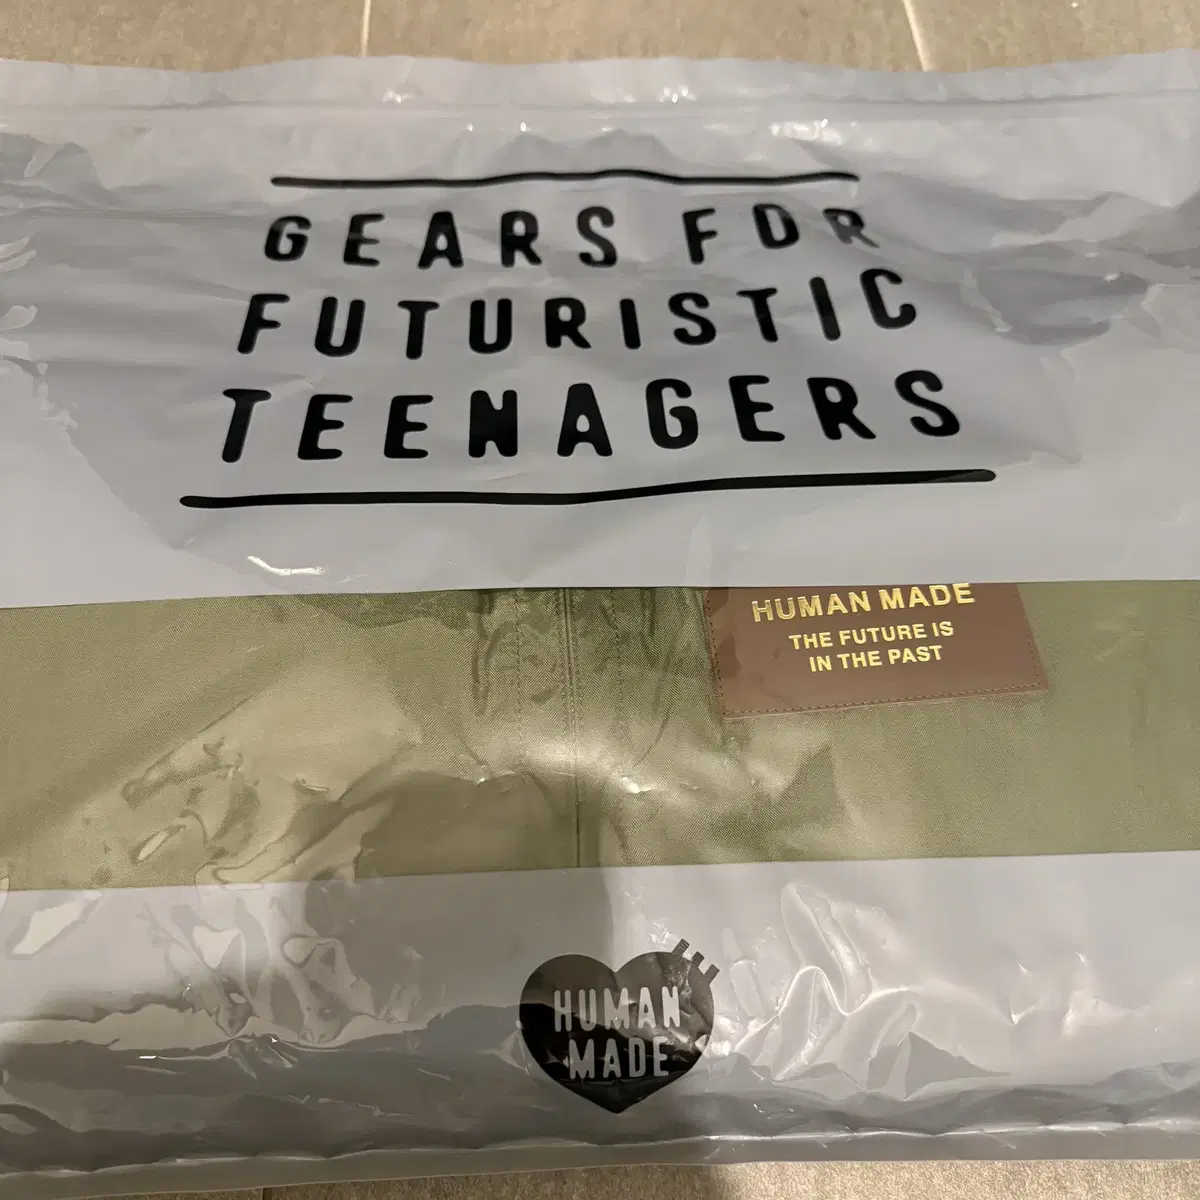 GEARS FOR
FUTURISTIC
TEENAGERS
HUMAN MADE
THE FUTURE IS
IN THE PAST
HUMAN
MADE